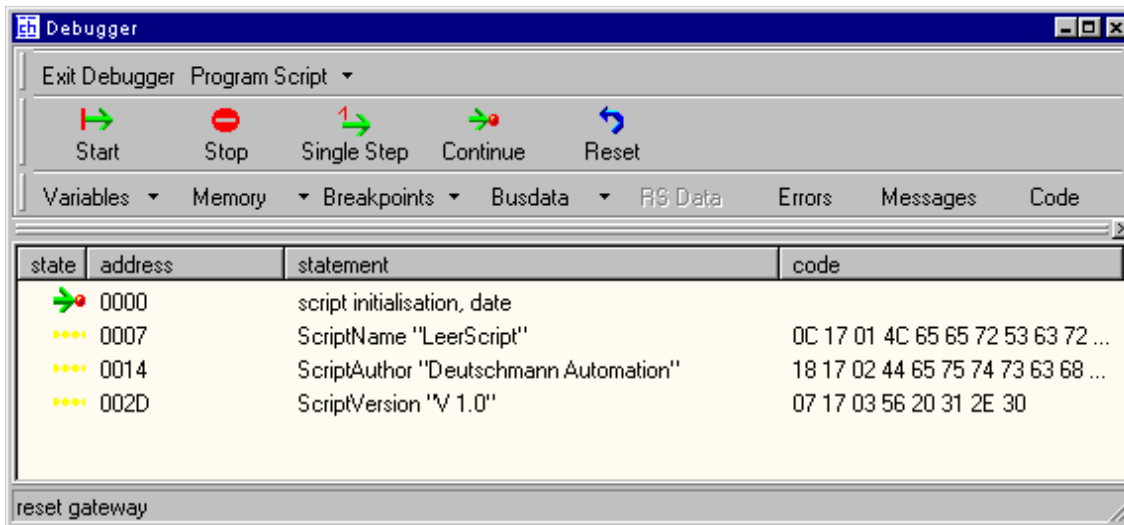 Debugger
Exit Debugger Program Script
Start Stop Single Step Continue Reset
Variables Memory Breakpoints Busdata RS Data Errors Messages Code
state address statement code
0000 script initialisation, date
0007 ScriptName "LeerScript" 0C 17 01 4C 65 65 72 53 63 72 ...
0014 ScriptAuthor "Deutschmann Automation" 18 17 02 44 65 75 74 73 63 68 ...
002D ScriptVersion "V 1.0" 07 17 03 56 20 31 2E 30
reset gateway